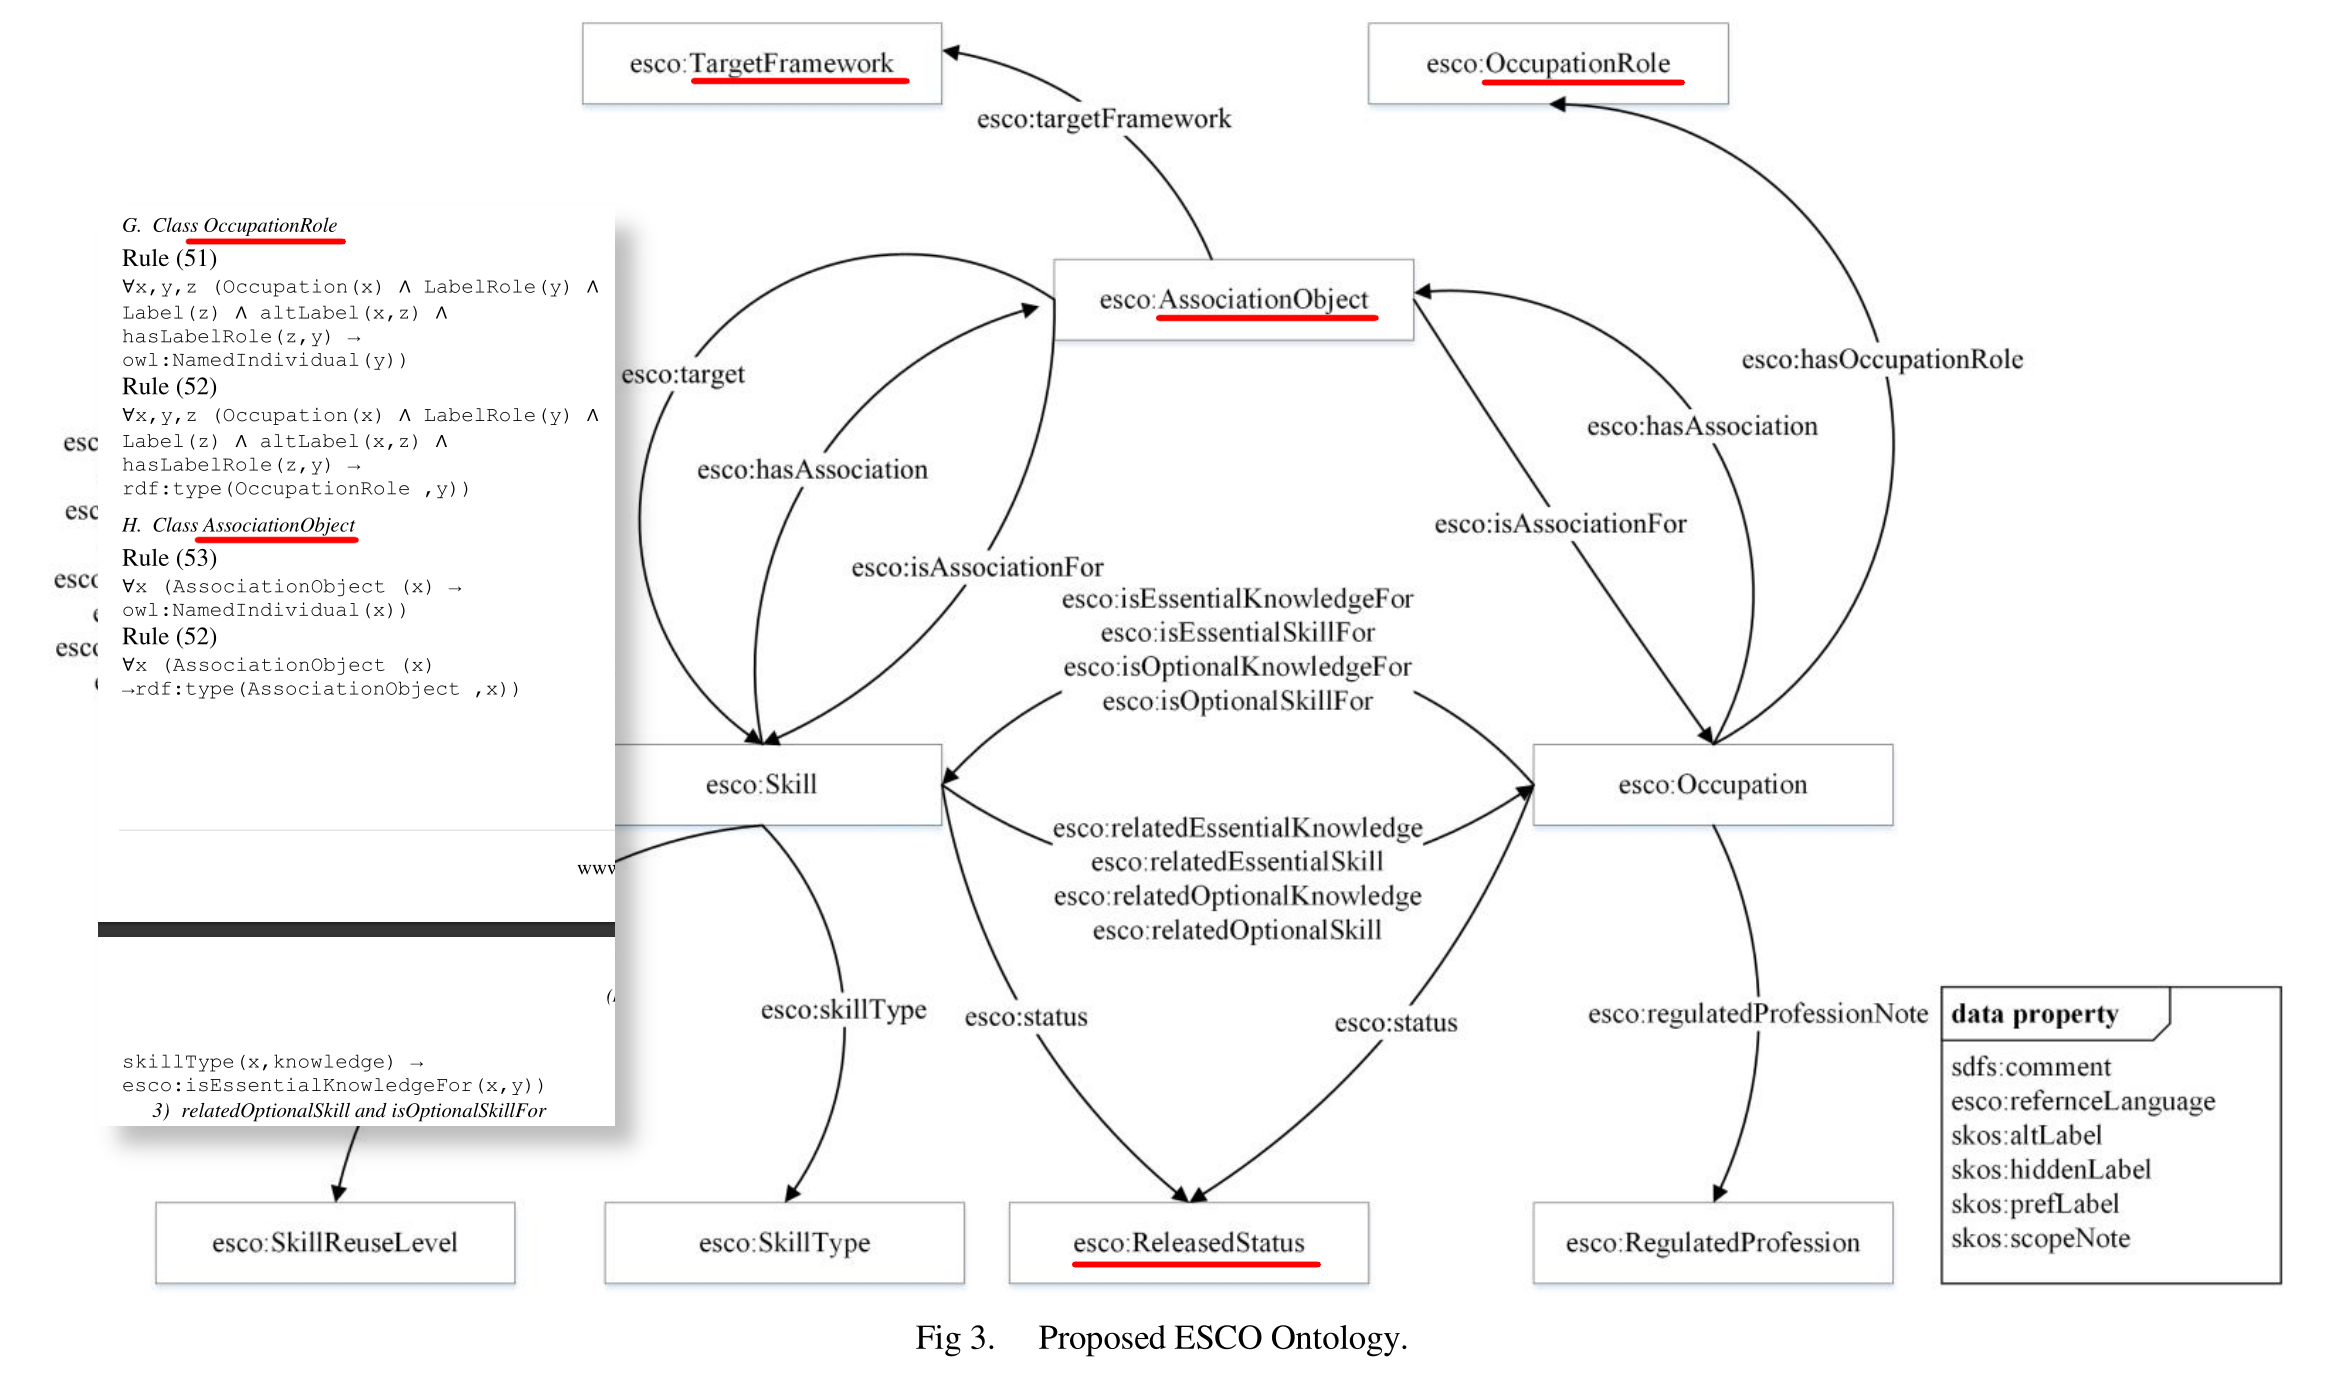 esco:TargetFramework
esco:OccupationRole
esco:targetFramework
G. Class OccupationRole
Rule (51)
∀x,y,z (Occupation(x) ∧ LabelRole(y) ∧
Label(z) ∧ altLabel(x,z) ∧
hasLabelRole(z,y) →
owl:NamedIndividual(y))
Rule (52)
∀x,y,z (Occupation(x) ∧ LabelRole(y) ∧
Label(z) ∧ altLabel(x,z) ∧
hasLabelRole(z,y) →
rdf:type(OccupationRole ,y))
H. Class AssociationObject
Rule (53)
∀x (AssociationObject (x) →
owl:NamedIndividual(x))
Rule (52)
∀x (AssociationObject (x)
→rdf:type(AssociationObject ,x))
www
skillType(x,knowledge) →
esco:isEssentialKnowledgeFor(x,y))
3) relatedOptionalSkill and isOptionalSkillFor
esc
esc
esco
esco
esco:AssociationObject
esco:target
esco:hasOccupationRole
esco:hasAssociation
esco:hasAssociation
esco:isAssociationFor
esco:isAssociationFor
esco:isEssentialKnowledgeFor
esco:isEssentialSkillFor
esco:isOptionalKnowledgeFor
esco:isOptionalSkillFor
esco:Skill
esco:Occupation
esco:relatedEssentialKnowledge
esco:relatedEssentialSkill
esco:relatedOptionalKnowledge
esco:relatedOptionalSkill
esco:skillType
esco:status
esco:status
esco:regulatedProfessionNote
data property
sdfs:comment
esco:refernceLanguage
skos:altLabel
skos:hiddenLabel
skos:prefLabel
skos:scopeNote
esco:SkillReuseLevel
esco:SkillType
esco:ReleasedStatus
esco:RegulatedProfession
Fig 3. Proposed ESCO Ontology.